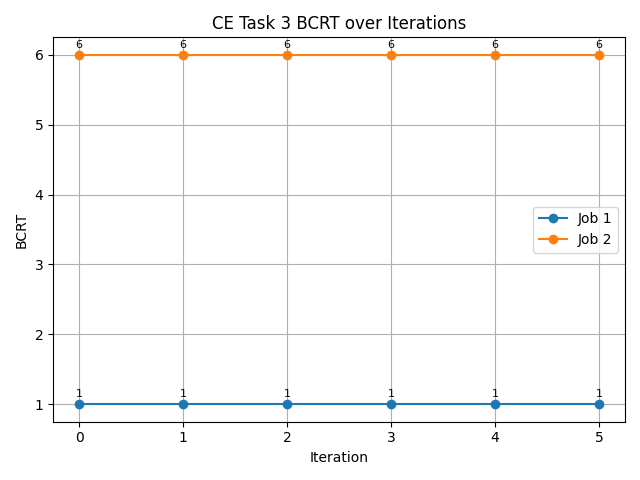 CE Task 3 BCRT over Iterations
6 6 6 6 6 6
6
5
4
3
2
1
BCRT
Job 1
Job 2
1 1 1 1 1 1
0 1 2 3 4 5
Iteration